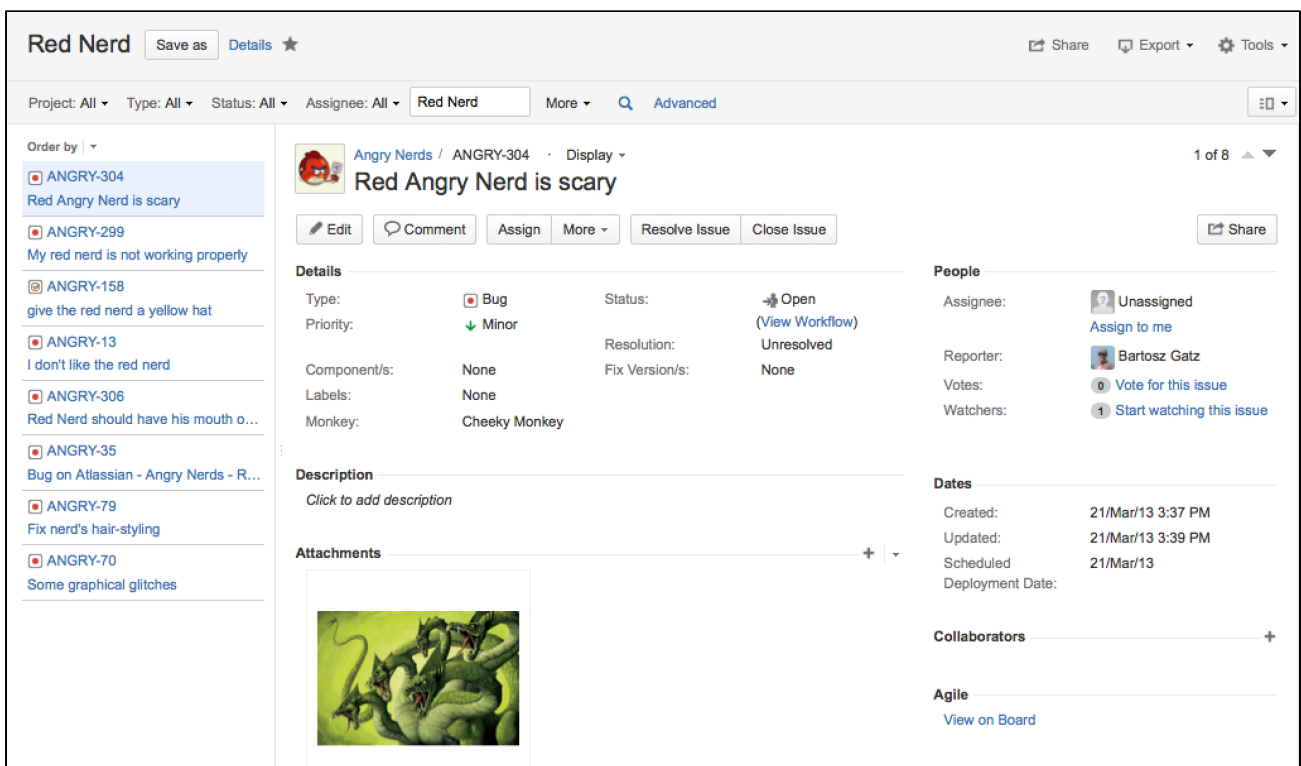 Red Nerd Save as Details Share Export Tools
Project: All Type: All Status: All Assignee: All Red Nerd More Advanced
Order by
ANGRY-304
Red Angry Nerd is scary
ANGRY-299
My red nerd is not working properly
ANGRY-158
give the red nerd a yellow hat
ANGRY-13
I don't like the red nerd
ANGRY-306
Red Nerd should have his mouth o...
ANGRY-35
Bug on Atlassian - Angry Nerds - R...
ANGRY-79
Fix nerd's hair-styling
ANGRY-70
Some graphical glitches
Angry Nerds / ANGRY-304 · Display
1 of 8
Red Angry Nerd is scary
Edit Comment Assign More Resolve Issue Close Issue Share
Details
Type: Bug Status: Open
Priority: Minor (View Workflow)
Resolution: Unresolved
Component/s: None Fix Version/s: None
Labels: None
Monkey: Cheeky Monkey
Description
Click to add description
Attachments
People
Assignee: Unassigned
Assign to me
Reporter: Bartosz Gatz
Votes: 0 Vote for this issue
Watchers: 1 Start watching this issue
Dates
Created: 21/Mar/13 3:37 PM
Updated: 21/Mar/13 3:39 PM
Scheduled 21/Mar/13
Deployment Date:
Collaborators
Agile
View on Board